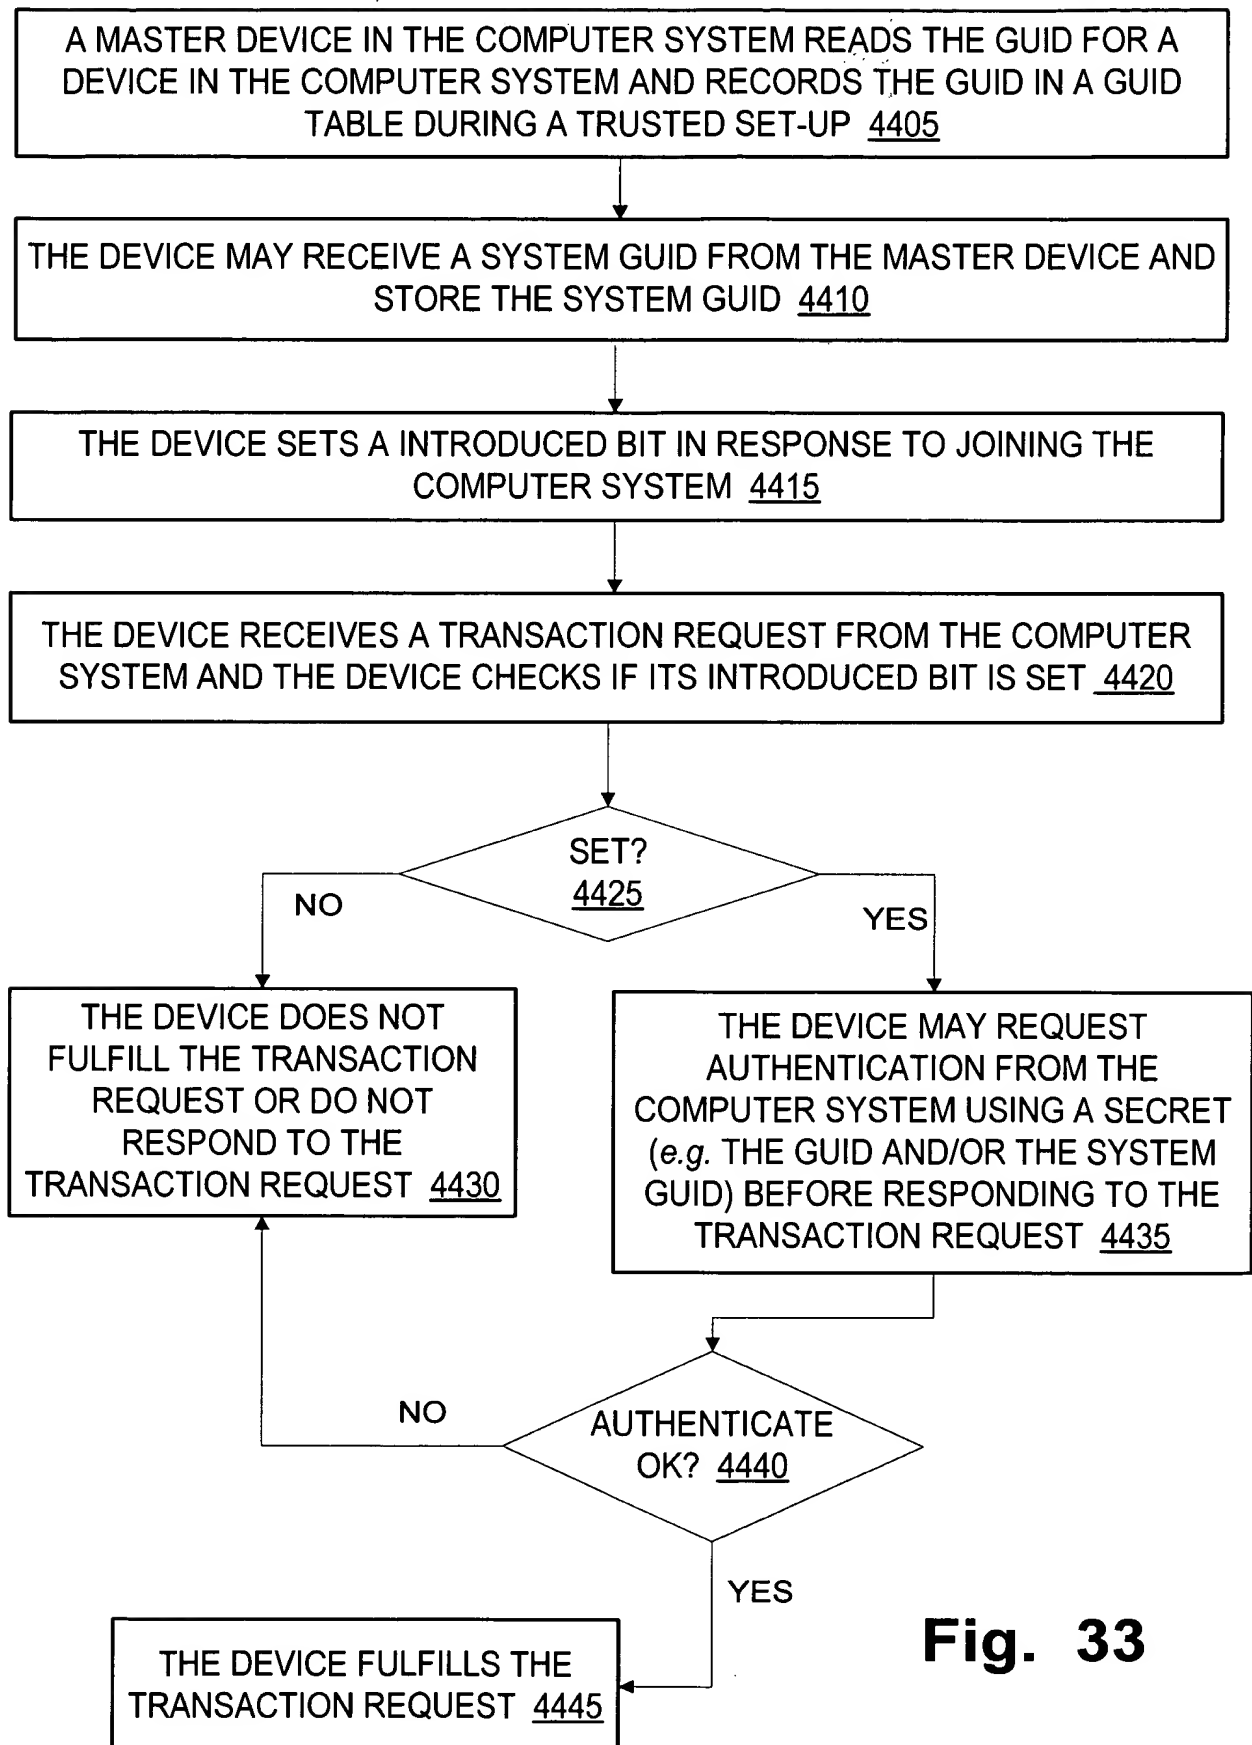 A MASTER DEVICE IN THE COMPUTER SYSTEM READS THE GUID FOR A
DEVICE IN THE COMPUTER SYSTEM AND RECORDS THE GUID IN A GUID
TABLE DURING A TRUSTED SET-UP 4405
THE DEVICE MAY RECEIVE A SYSTEM GUID FROM THE MASTER DEVICE AND
STORE THE SYSTEM GUID 4410
THE DEVICE SETS A INTRODUCED BIT IN RESPONSE TO JOINING THE
COMPUTER SYSTEM 4415
THE DEVICE RECEIVES A TRANSACTION REQUEST FROM THE COMPUTER
SYSTEM AND THE DEVICE CHECKS IF ITS INTRODUCED BIT IS SET 4420
SET?
4425
NO
YES
THE DEVICE DOES NOT
FULFILL THE TRANSACTION
REQUEST OR DO NOT
RESPOND TO THE
TRANSACTION REQUEST 4430
THE DEVICE MAY REQUEST
AUTHENTICATION FROM THE
COMPUTER SYSTEM USING A SECRET
(e.g. THE GUID AND/OR THE SYSTEM
GUID) BEFORE RESPONDING TO THE
TRANSACTION REQUEST 4435
NO
AUTHENTICATE
OK? 4440
YES
THE DEVICE FULFILLS THE
TRANSACTION REQUEST 4445
Fig. 33